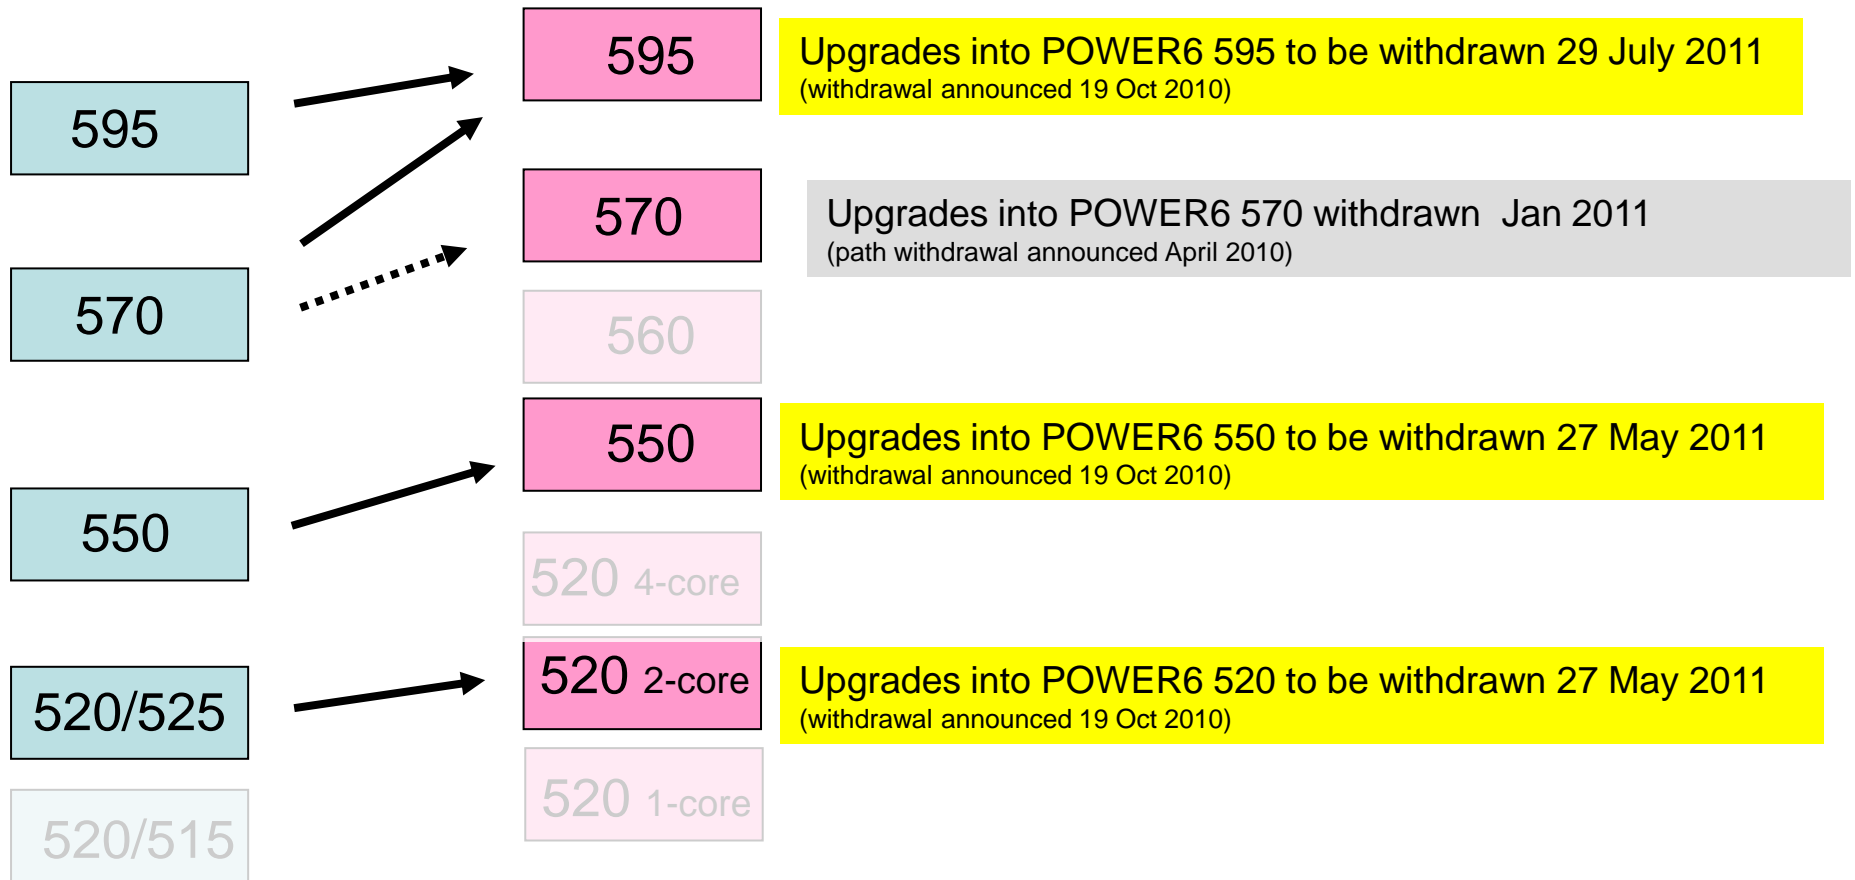 595
Upgrades into POWER6 595 to be withdrawn 29 July 2011
(withdrawal announced 19 Oct 2010)
595
570
Upgrades into POWER6 570 withdrawn  Jan 2011
(path withdrawal announced April 2010)
570
560
550
Upgrades into POWER6 550 to be withdrawn 27 May 2011
(withdrawal announced 19 Oct 2010)
550
520 4-core
520 2-core
Upgrades into POWER6 520 to be withdrawn 27 May 2011
(withdrawal announced 19 Oct 2010)
520/525
520 1-core
520/515